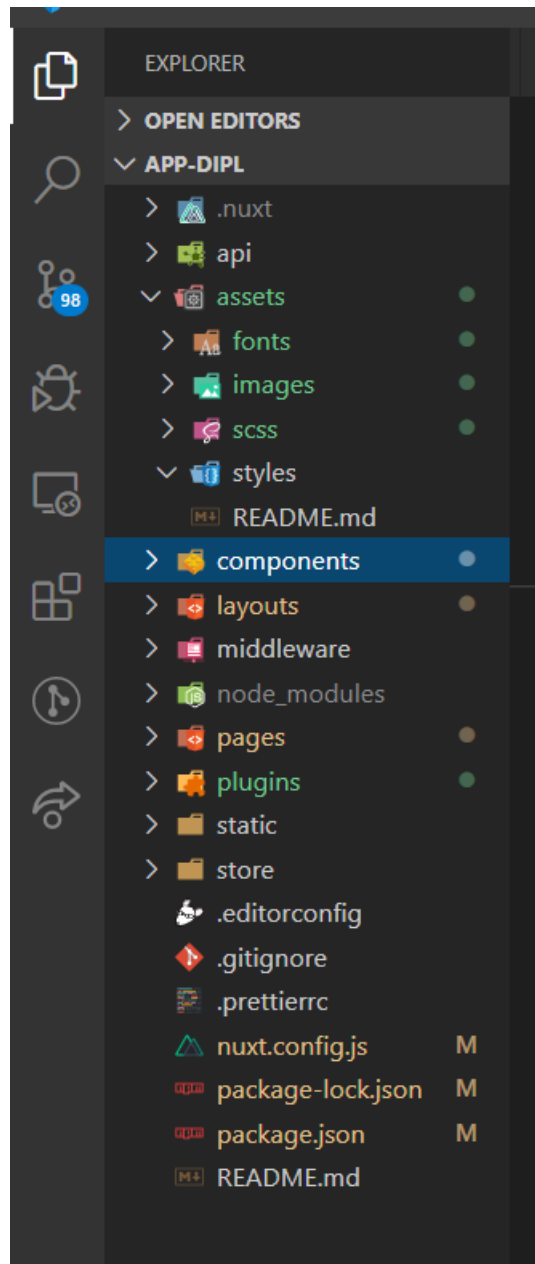 EXPLORER
OPEN EDITORS
APP-DIPL
.nuxt
api
98
assets
fonts
images
scss
styles
README.md
components
layouts
middleware
node_modules
pages
plugins
static
store
.editorconfig
.gitignore
.prettierrc
nuxt.config.js M
package-lock.json M
package.json M
README.md